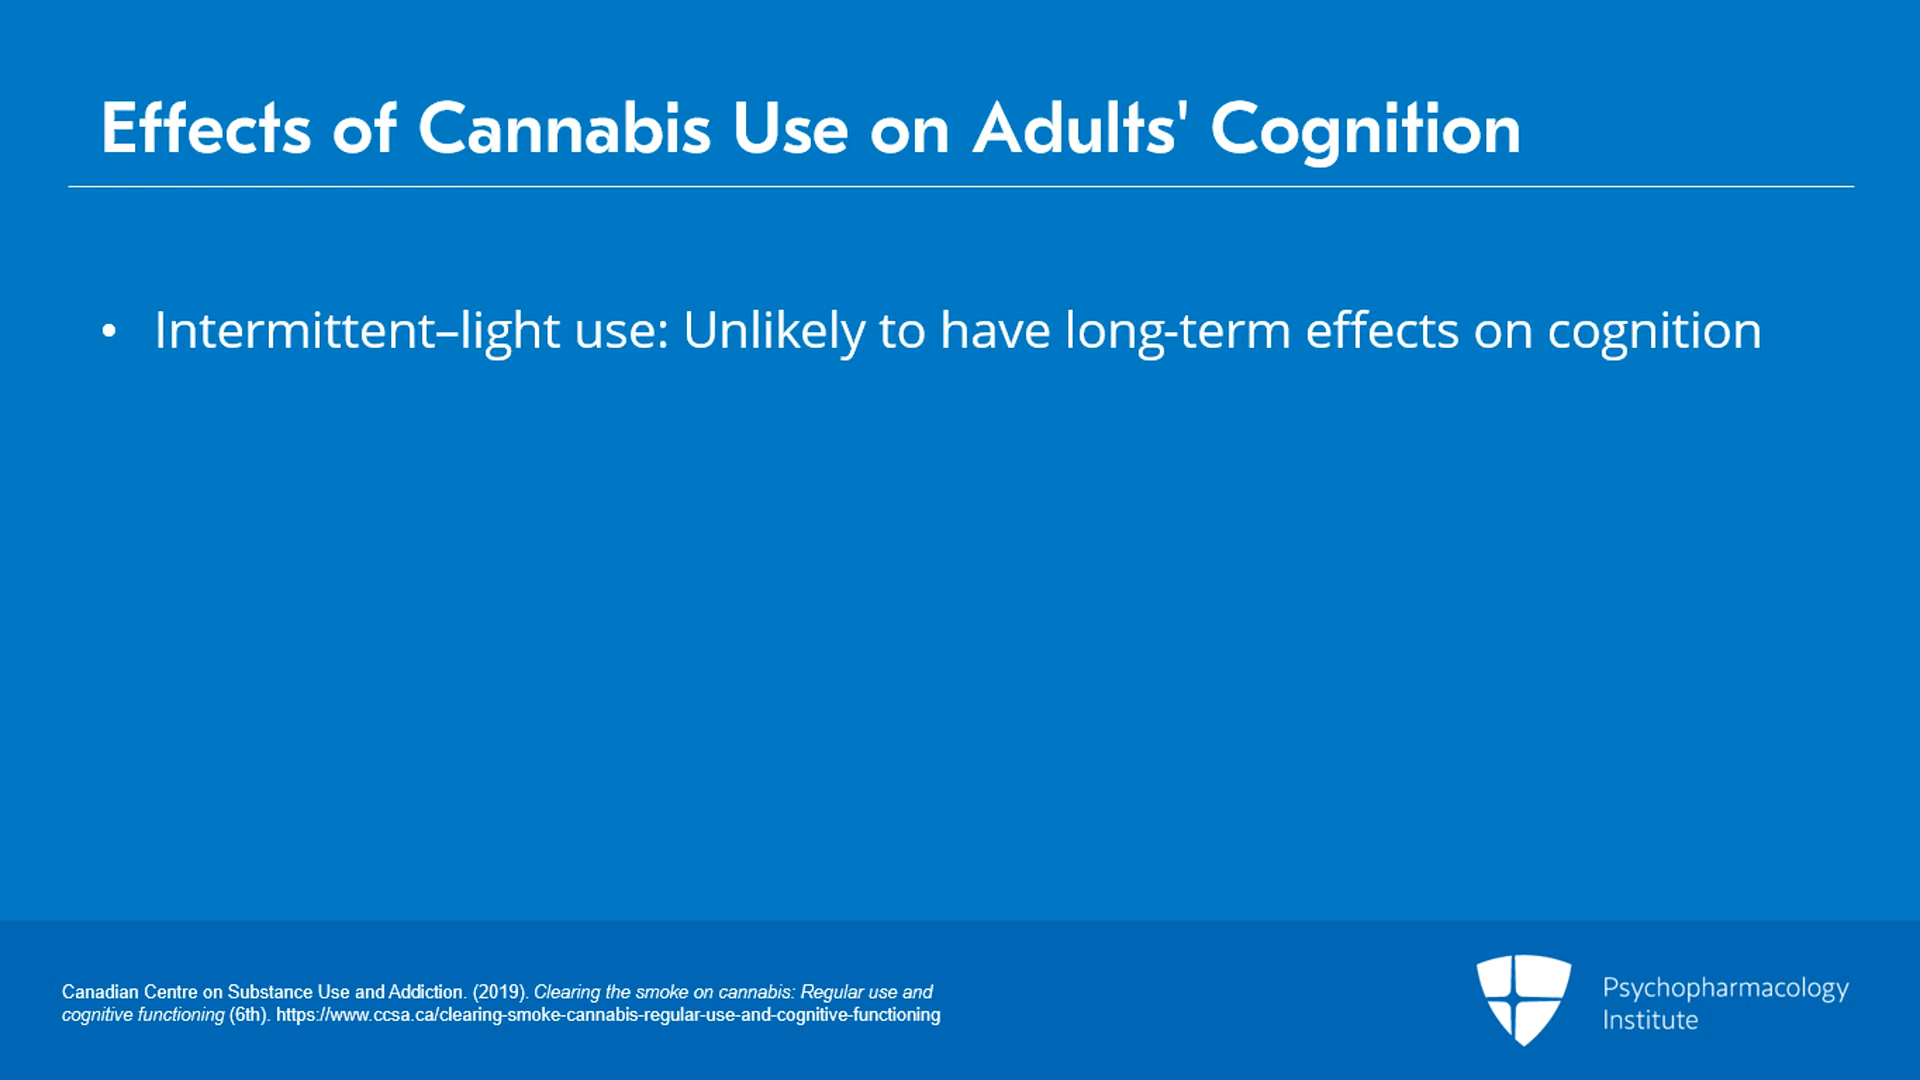 Effects of Cannabis Use on Adults' Cognition
• Intermittent–light use: Unlikely to have long-term effects on cognition
Canadian Centre on Substance Use and Addiction. (2019). Clearing the smoke on cannabis: Regular use and
cognitive functioning (6th). https://www.ccsa.ca/clearing-smoke-cannabis-regular-use-and-cognitive-functioning
Psychopharmacology
Institute